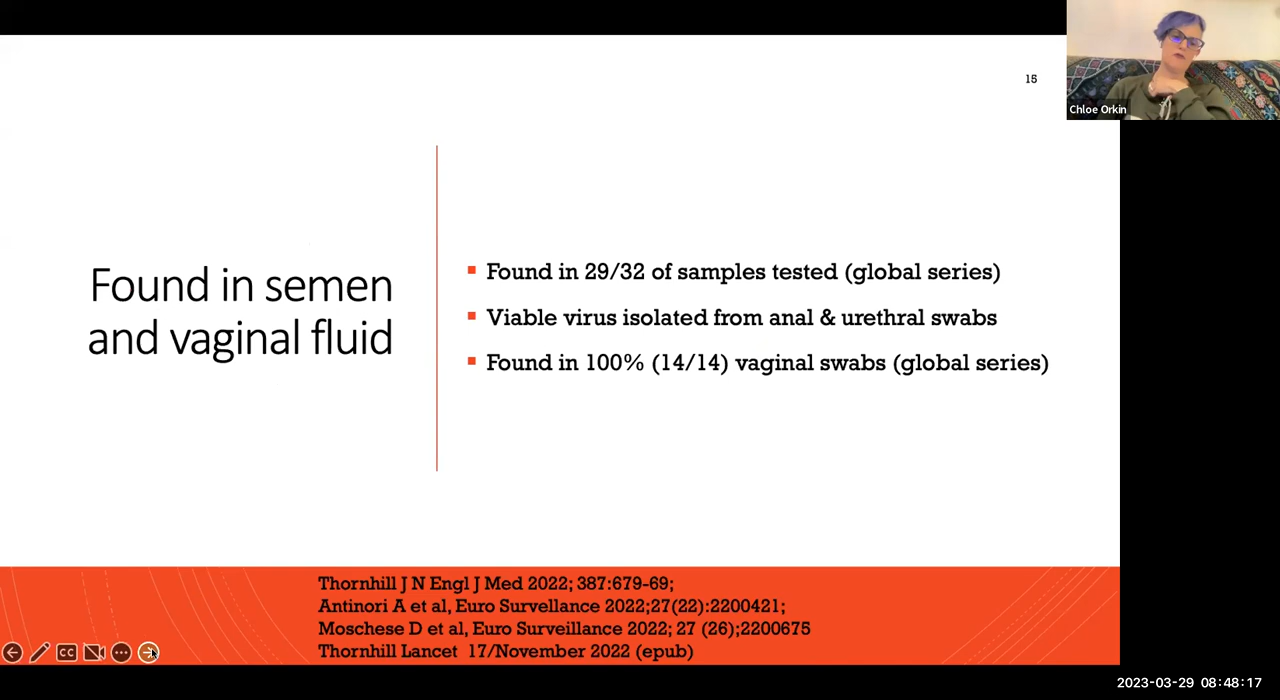 15
Chloe Orkin
Found in semen
and vaginal fluid
▪ Found in 29/32 of samples tested (global series)
▪ Viable virus isolated from anal & urethral swabs
▪ Found in 100% (14/14) vaginal swabs (global series)
Thornhill J N Engl J Med 2022; 387:679-69;
Antinori A et al, Euro Survellance 2022;27(22):2200421;
Moschese D et al, Euro Surveillance 2022; 27 (26);2200675
Thornhill Lancet 17/November 2022 (epub)
CC
2023-03-29 08:48:17